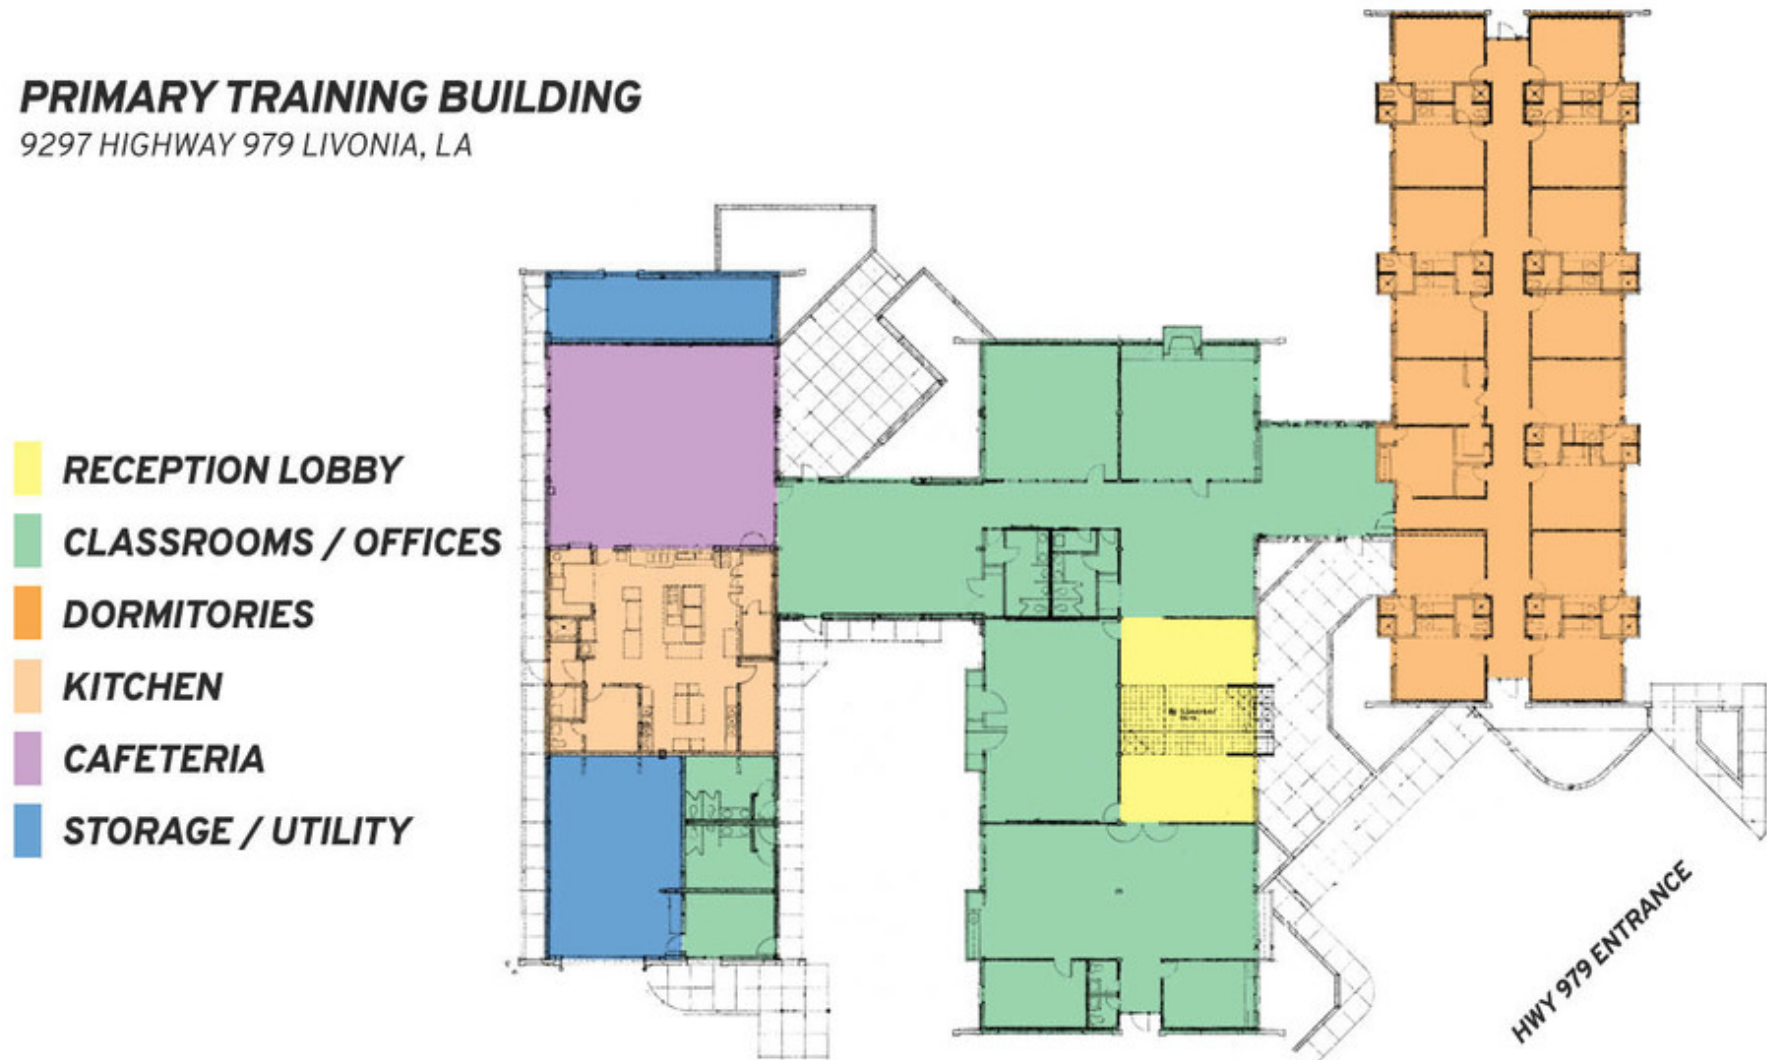 PRIMARY TRAINING BUILDING
9297 HIGHWAY 979 LIVONIA, LA
RECEPTION LOBBY
CLASSROOMS / OFFICES
DORMITORIES
KITCHEN
CAFETERIA
STORAGE / UTILITY
HWY 979 ENTRANCE